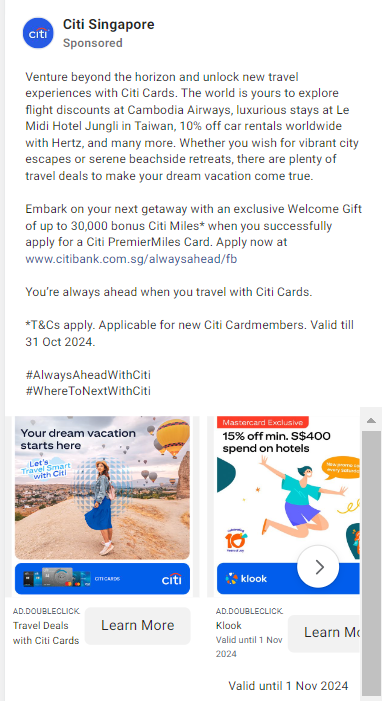 Citi Singapore
Sponsored
Venture beyond the horizon and unlock new travel
experiences with Citi Cards. The world is yours to explore
flight discounts at Cambodia Airways, luxurious stays at Le
Midi Hotel Jungli in Taiwan, 10% off car rentals worldwide
with Hertz, and many more. Whether you wish for vibrant city
escapes or serene beachside retreats, there are plenty of
travel deals to make your dream vacation come true.
Embark on your next getaway with an exclusive Welcome Gift
of up to 30,000 bonus Citi Miles* when you successfully
apply for a Citi PremierMiles Card. Apply now at
www.citibank.com.sg/alwaysahead/fb
You're always ahead when you travel with Citi Cards.
*T&Cs apply. Applicable for new Citi Cardmembers. Valid till
31 Oct 2024.
#AlwaysAheadWithCiti
#WhereToNextWithCiti
Your dream vacation
starts here
Let's
Travel Smart
with Citi
CITI CARDS
citi
AD.DOUBLECLICK.
Travel Deals
with Citi Cards
Learn More
Mastercard Exclusive
15% off min. S$400
spend on hotels
10
klook
AD.DOUBLECLICK.
Klook
Valid until 1 Nov
2024
Learn Mo
Valid until 1 Nov 2024